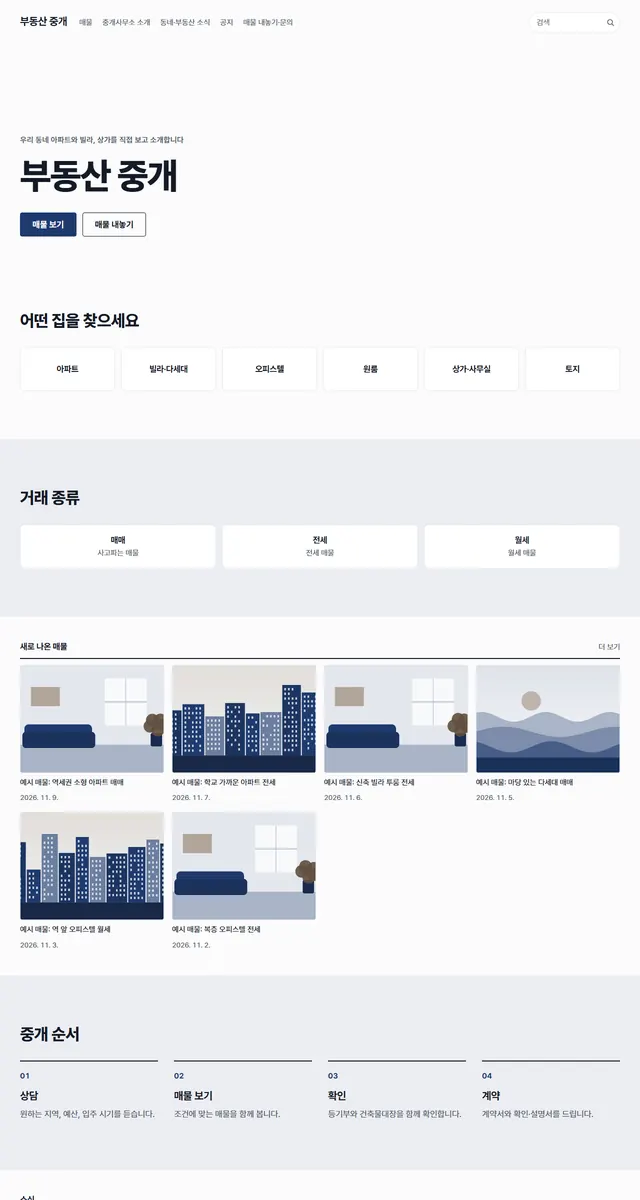 부동산 중개 매물 중개사무소 소개 동네·부동산 소식 공지 매물 내놓기·문의 검색
우리 동네 아파트와 빌라, 상가를 직접 보고 소개합니다
부동산 중개
매물 보기 매물 내놓기
어떤 집을 찾으세요
아파트 빌라·다세대 오피스텔 원룸 상가·사무실 토지
거래 종류
매매 전세 월세
사고파는 매물 전세 매물 월세 매물
새로 나온 매물 더 보기
예시 매물: 역세권 소형 아파트 매매 예시 매물: 학교 가까운 아파트 전세 예시 매물: 신축 빌라 투룸 전세 예시 매물: 마당 있는 다세대 매매
2026. 11. 9. 2026. 11. 7. 2026. 11. 6. 2026. 11. 5.
예시 매물: 역 앞 오피스텔 월세 예시 매물: 복층 오피스텔 전세
2026. 11. 3. 2026. 11. 2.
중개 순서
01 02 03 04
상담 매물 보기 확인 계약
원하는 지역, 예산, 입주 시기를 듣습니다. 조건에 맞는 매물을 함께 봅니다. 등기부와 건축물대장을 함께 확인합니다. 계약서와 확인·설명서를 드립니다.